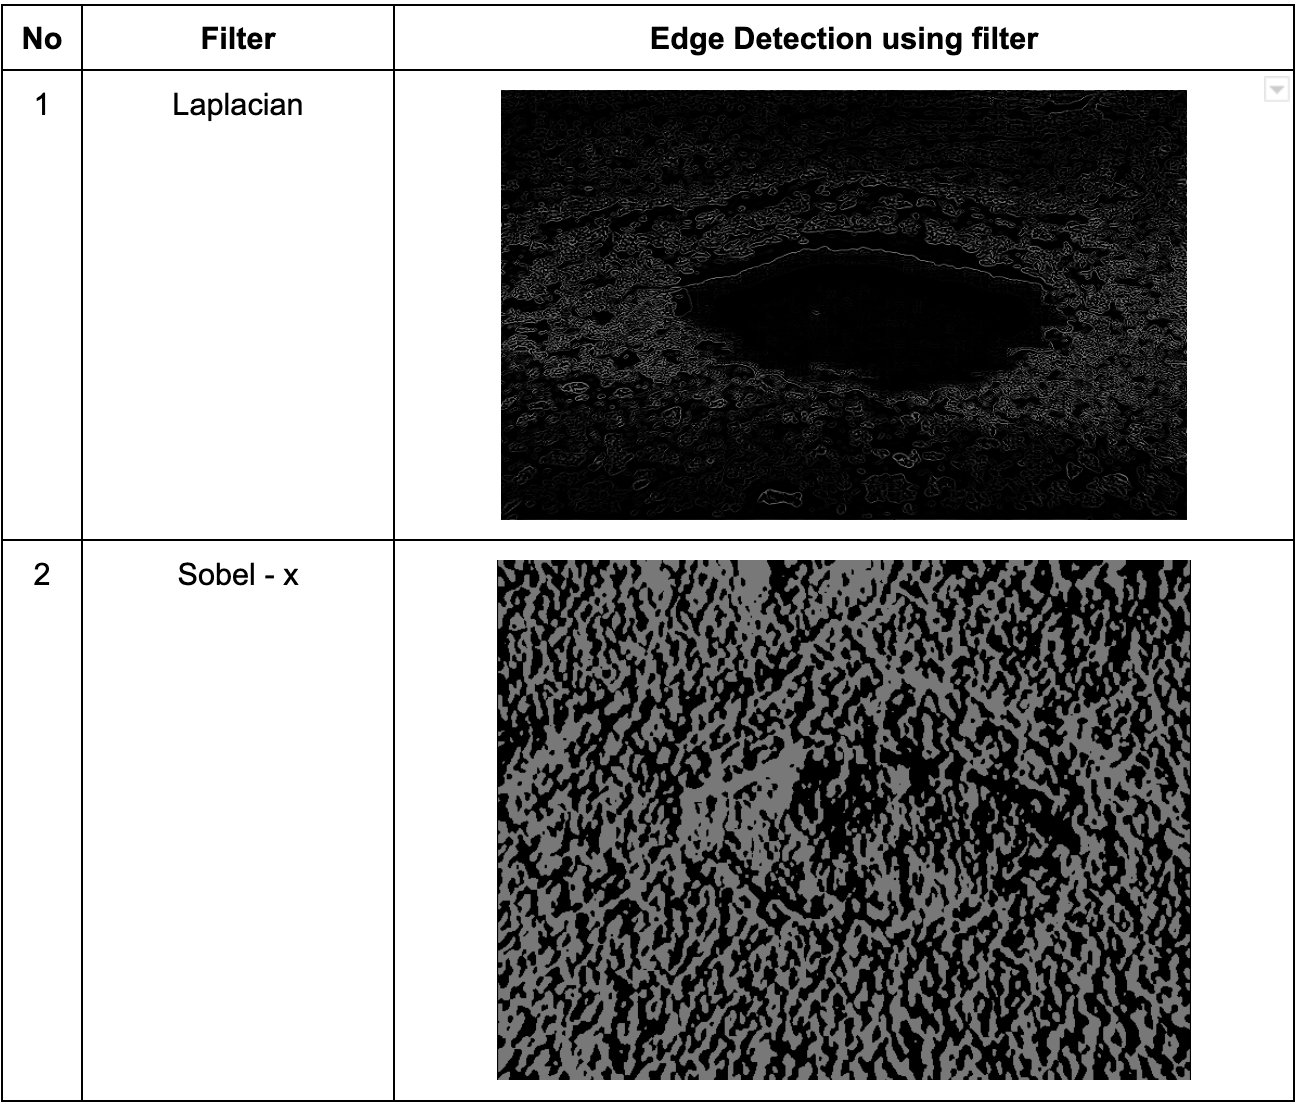 No Filter Edge Detection using filter
1 Laplacian
2 Sobel - x